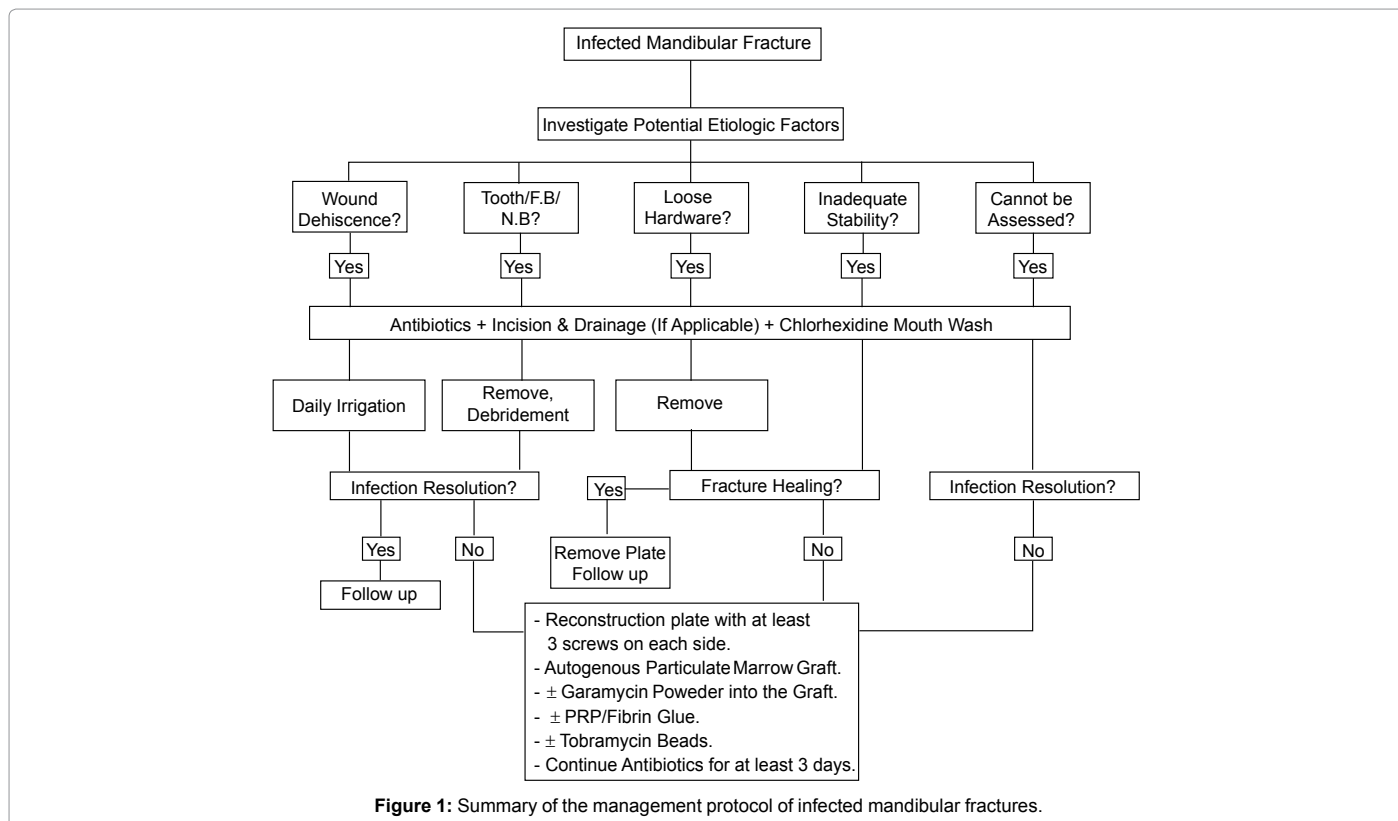 Infected Mandibular Fracture
Investigate Potential Etiologic Factors
Wound
Dehiscence?
Tooth/F.B/
N.B?
Loose
Hardware?
Inadequate
Stability?
Cannot be
Assessed?
Yes
Yes
Yes
Yes
Yes
Antibiotics + Incision & Drainage (If Applicable) + Chlorhexidine Mouth Wash
Daily Irrigation
Remove,
Debridement
Remove
Infection Resolution?
Yes
Fracture Healing?
Infection Resolution?
Yes
No
Remove Plate
Follow up
No
No
Follow up
- Reconstruction plate with at least
3 screws on each side.
- Autogenous Particulate Marrow Graft.
- ± Garamycin Poweder into the Graft.
- ± PRP/Fibrin Glue.
- ± Tobramycin Beads.
- Continue Antibiotics for at least 3 days.
Figure 1: Summary of the management protocol of infected mandibular fractures.